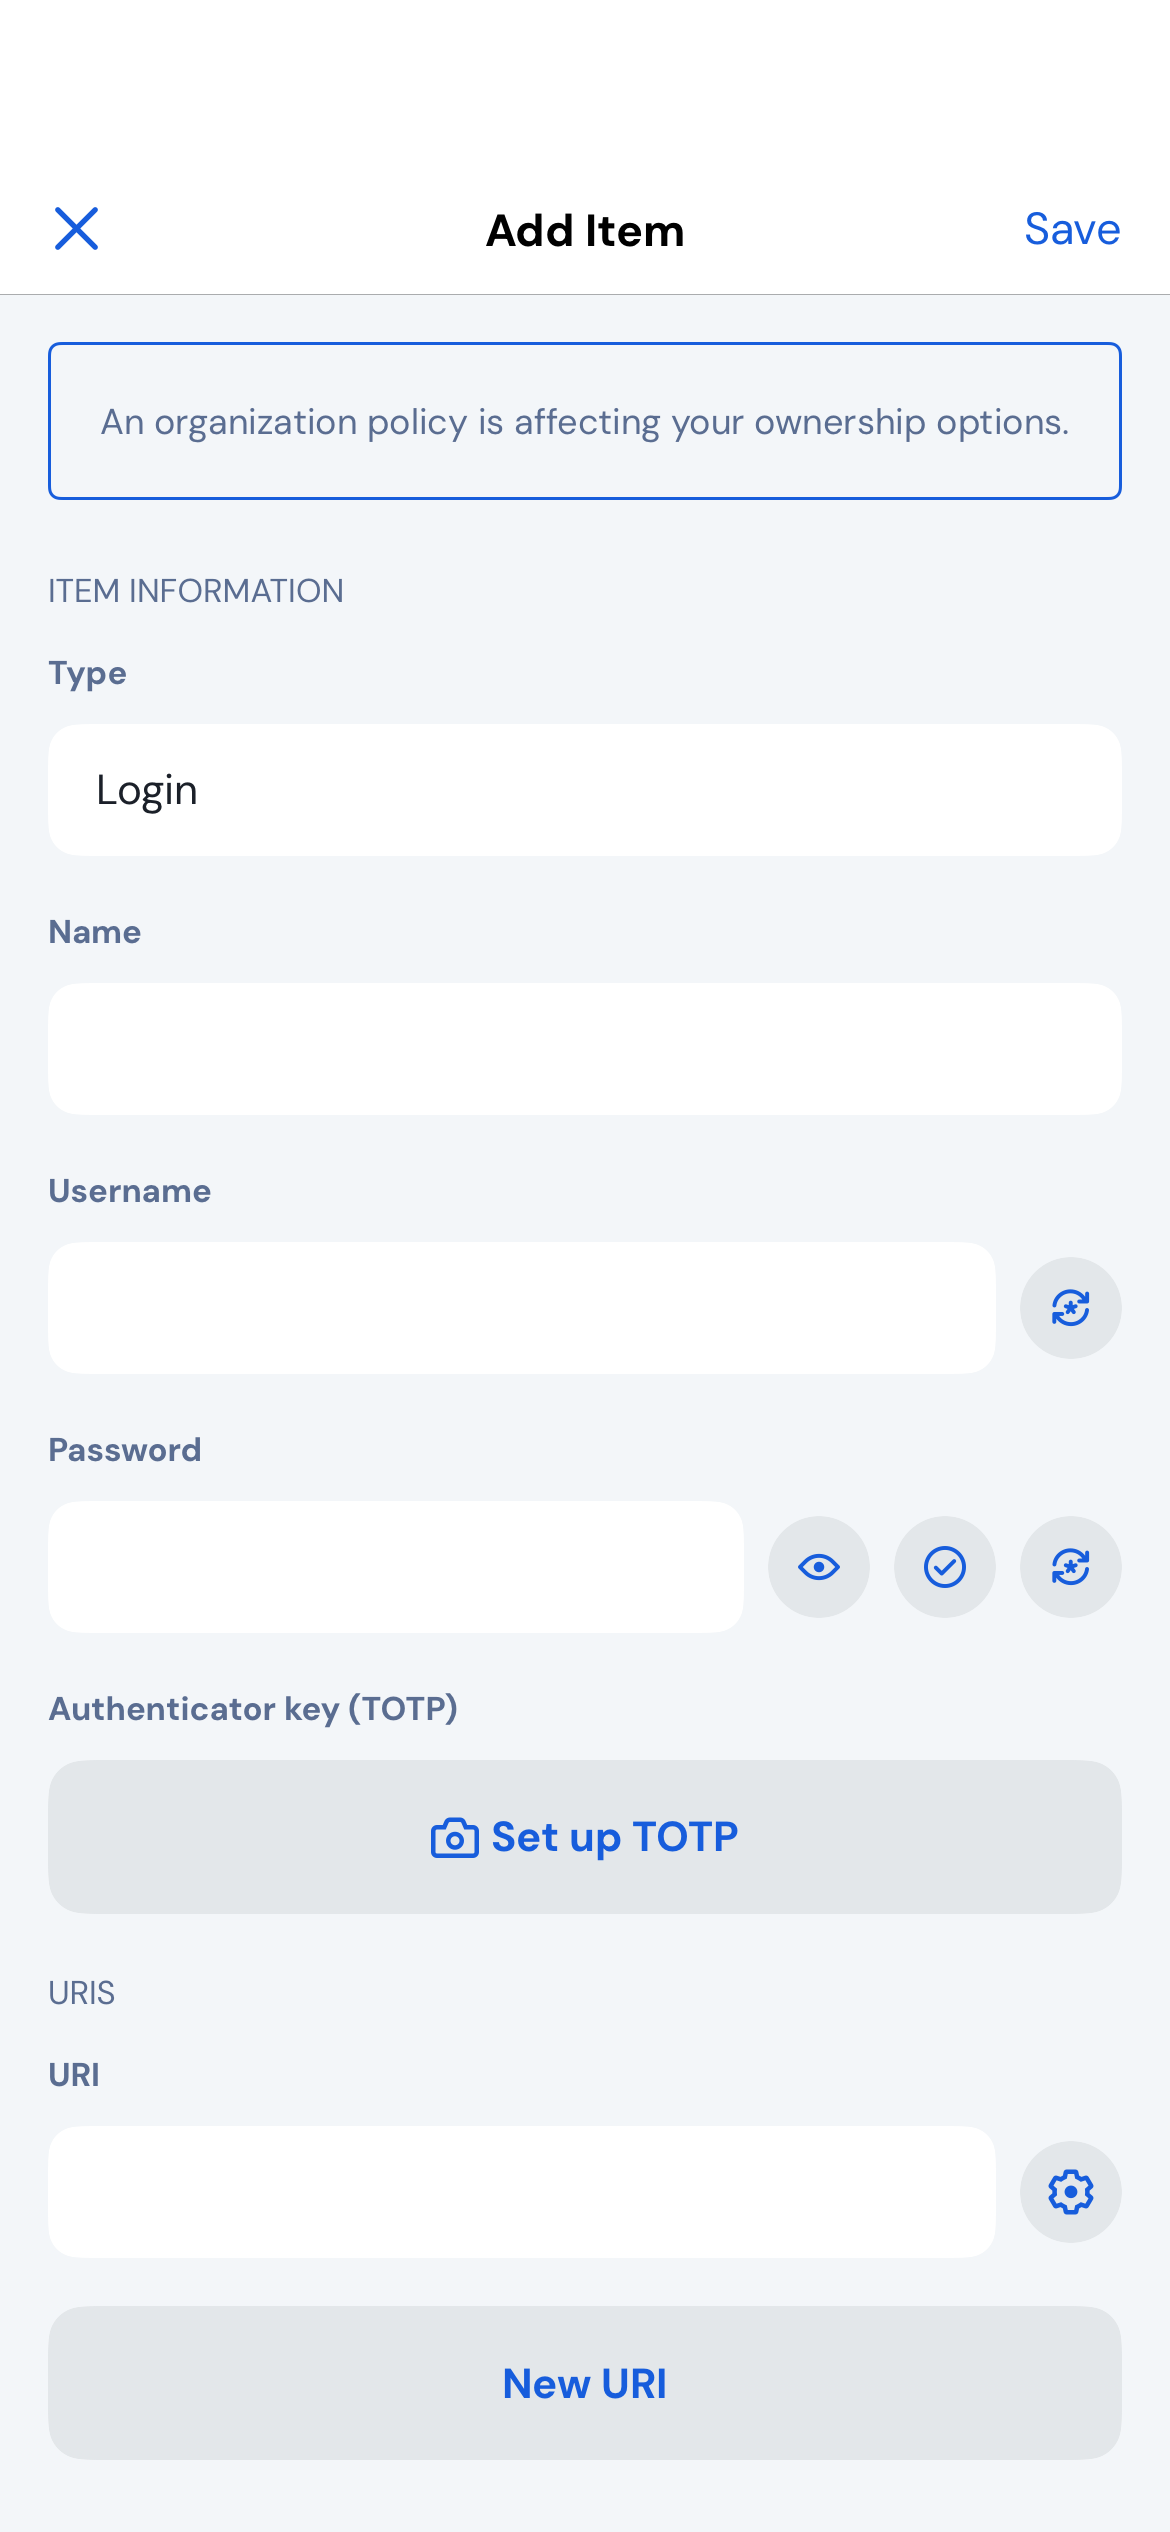 Add Item
Save
An organization policy is affecting your ownership options.
ITEM INFORMATION
Type
Login
Name
Username
Password
Authenticator key (TOTP)
Set up TOTP
URIS
URI
New URI